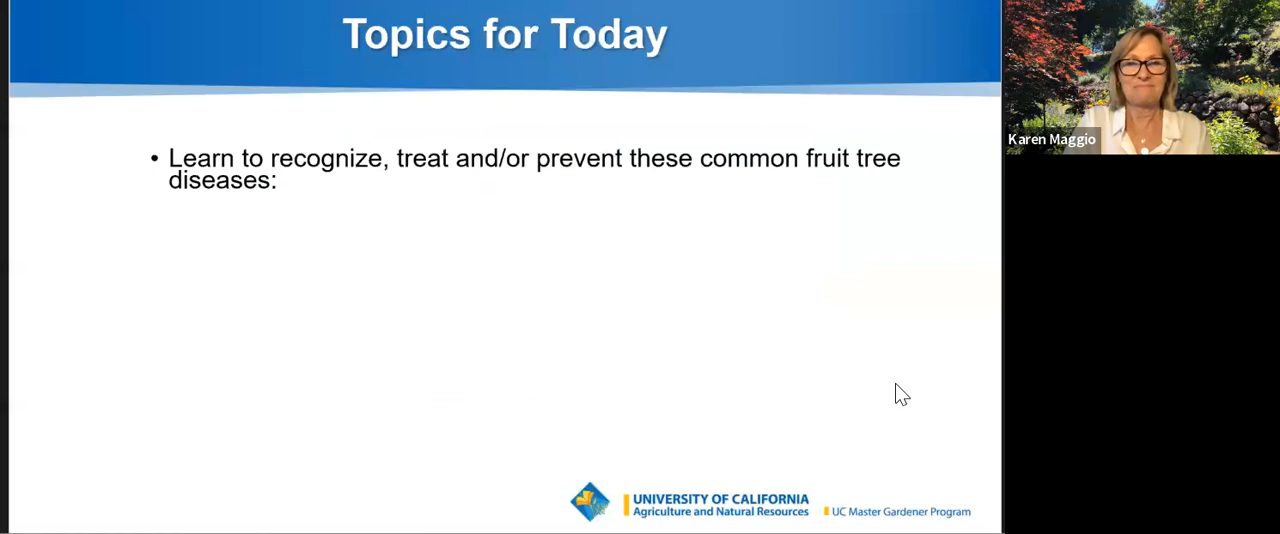 Topics for Today
Karen Maggio
• Learn to recognize, treat and/or prevent these common fruit tree
diseases:
UNIVERSITY OF CALIFORNIA
Agriculture and Natural Resources
UC Master Gardener Program